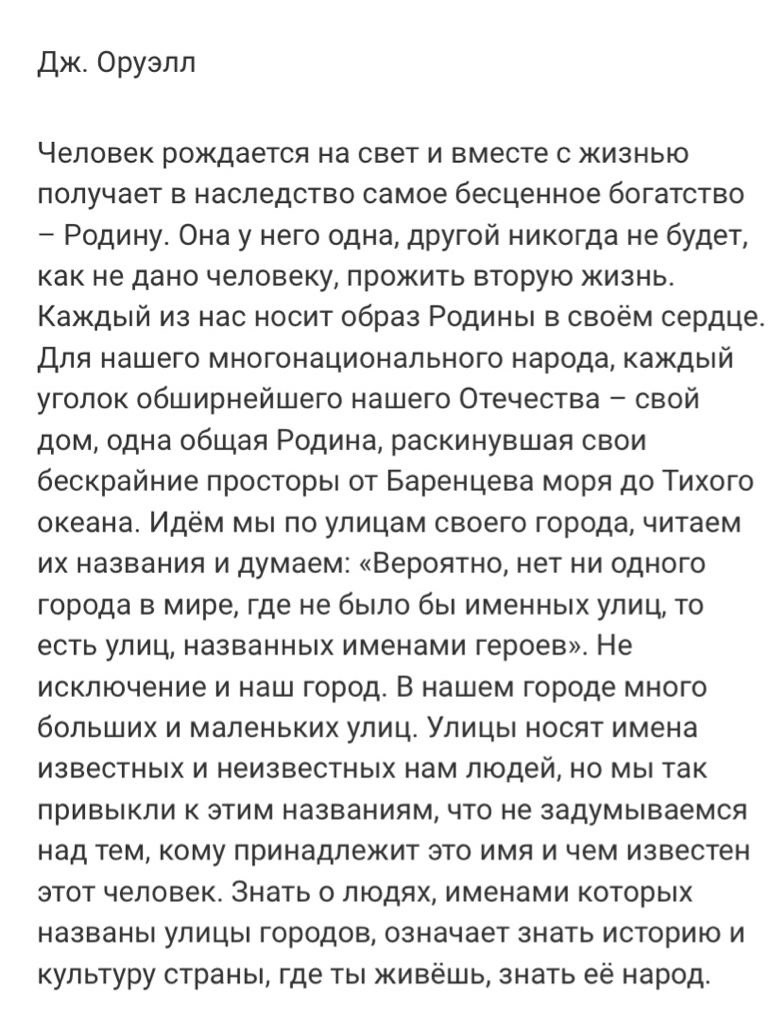 Дж. Оруэлл
Человек рождается на свет и вместе с жизнью
получает в наследство самое бесценное богатство
– Родину. Она у него одна, другой никогда не будет,
как не дано человеку, прожить вторую жизнь.
Каждый из нас носит образ Родины в своём сердце.
Для нашего многонационального народа, каждый
уголок обширнейшего нашего Отечества – свой
дом, одна общая Родина, раскинувшая свои
бескрайние просторы от Баренцева моря до Тихого
океана. Идём мы по улицам своего города, читаем
их названия и думаем: «Вероятно, нет ни одного
города в мире, где не было бы именных улиц, то
есть улиц, названных именами героев». Не
исключение и наш город. В нашем городе много
больших и маленьких улиц. Улицы носят имена
известных и неизвестных нам людей, но мы так
привыкли к этим названиям, что не задумываемся
над тем, кому принадлежит это имя и чем известен
этот человек. Знать о людях, именами которых
названы улицы городов, означает знать историю и
культуру страны, где ты живёшь, знать её народ.